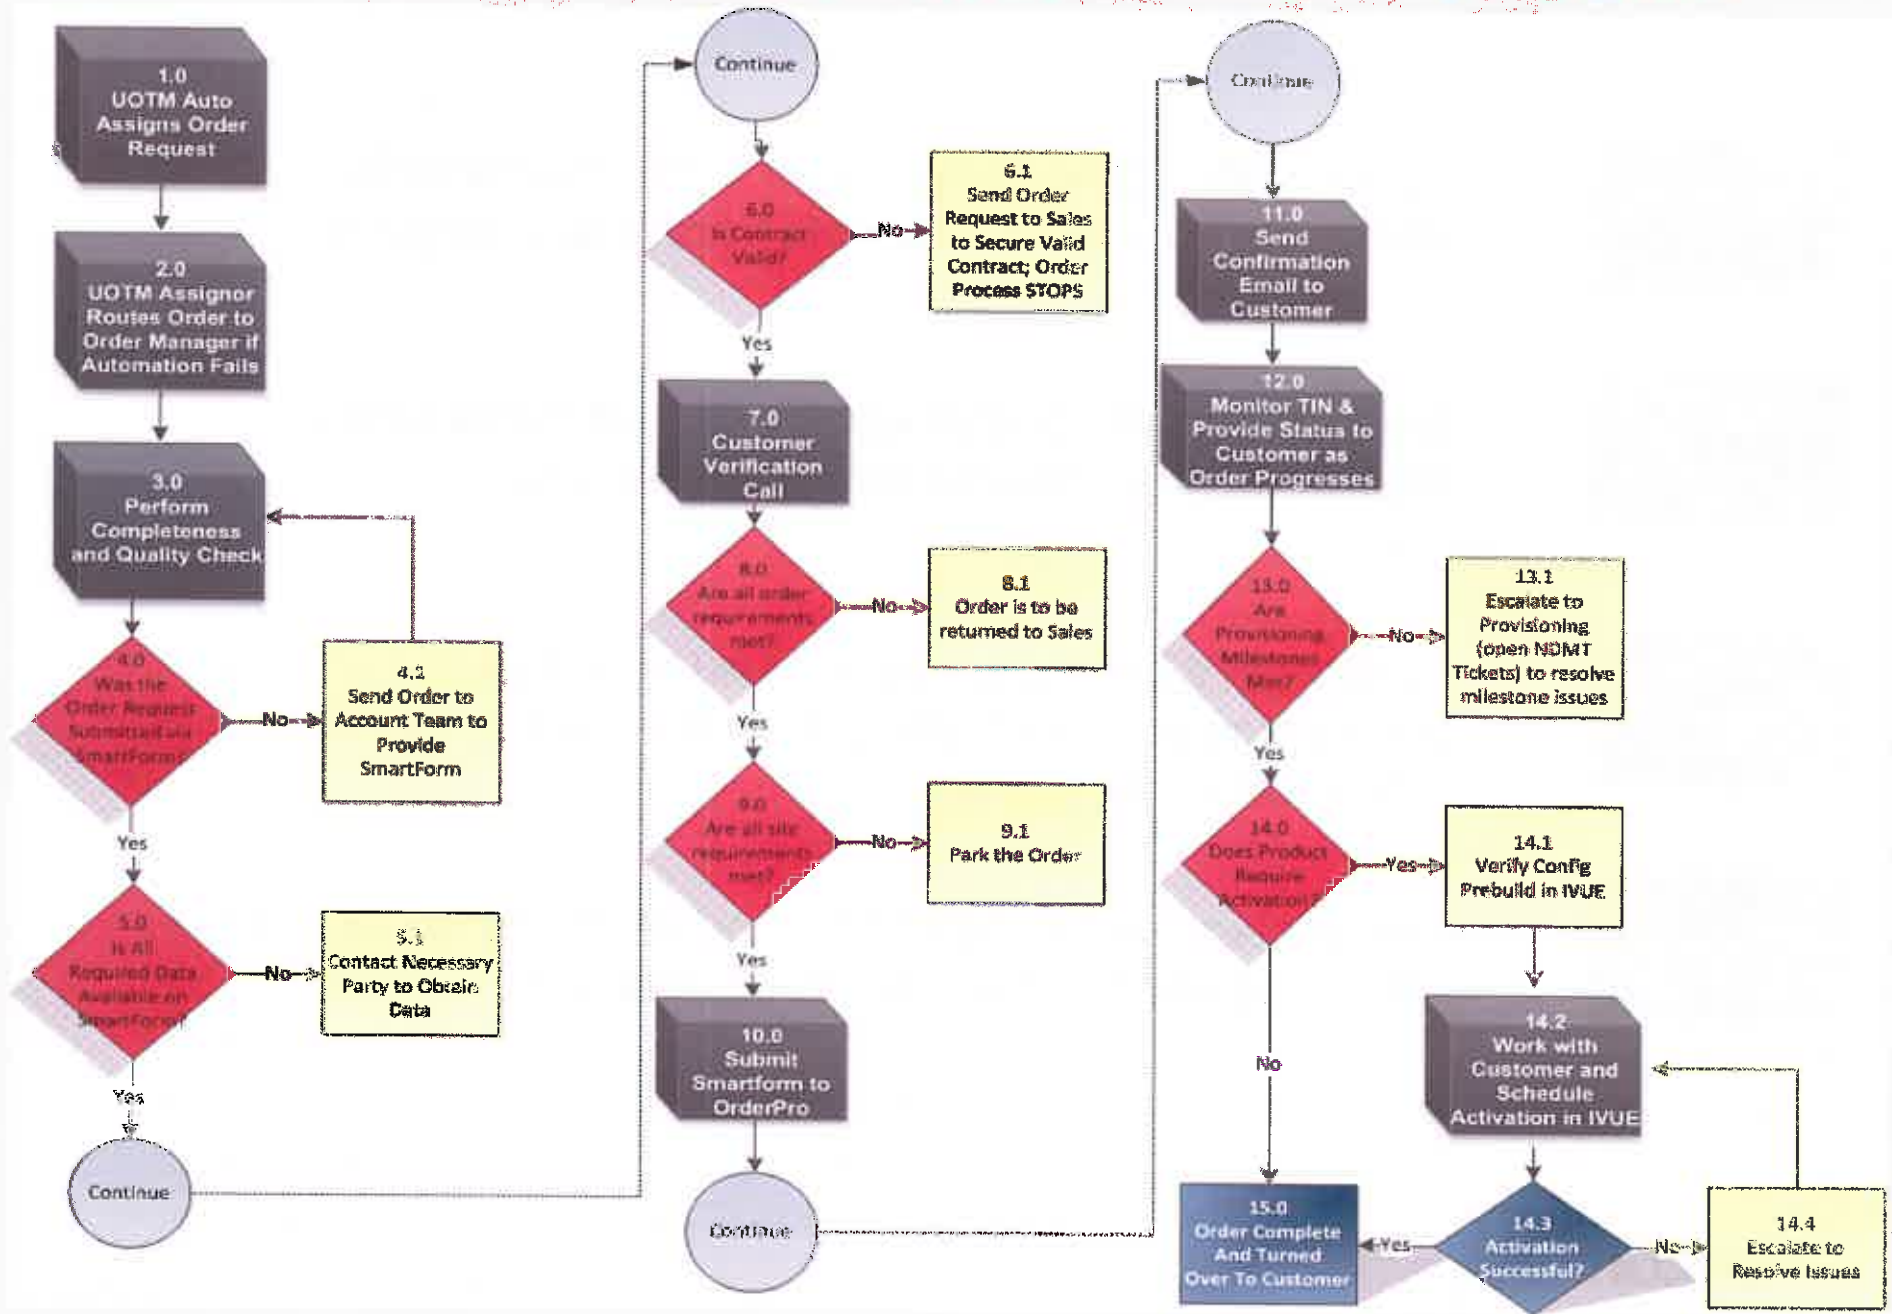 1.0
UOTM Auto
Assigns Order
Request
2.0
UOTM Assignor
Routes Order to
Order Manager if
Automation Fails
3.0
Perform
Completeness
and Quality Check
4.0
Was the
Order Request
Submitted via
SmartForms?
No
4.1
Send Order to
Account Team to
Provide
SmartForm
Yes
5.0
Is All
Required Data
Available on
SmartForm?
No
5.1
Contact Necessary
Party to Obtain
Data
Yes
Continue
Continue
6.0
Is Contract
Valid?
No
6.1
Send Order
Request to Sales
to Secure Valid
Contract; Order
Process STOPS
Yes
7.0
Customer
Verification
Call
8.0
Are all order
requirements
met?
No
8.1
Order is to be
returned to Sales
Yes
9.0
Are all site
requirements
met?
No
9.1
Park the Order
Yes
10.0
Submit
Smartform to
OrderPro
Continue
Continue
11.0
Send
Confirmation
Email to
Customer
12.0
Monitor TIN &
Provide Status to
Customer as
Order Progresses
13.0
Are
Provisioning
Milestones
Met?
No
13.1
Escalate to
Provisioning
(open NDMT
Tickets) to resolve
milestone issues
Yes
14.0
Does Product
Require
Activation?
Yes
14.1
Verify Config
Prebuild in IVUE
No
14.2
Work with
Customer and
Schedule
Activation in IVUE
14.3
Activation
Successful?
Yes
15.0
Order Complete
And Turned
Over To Customer
No
14.4
Escalate to
Resolve Issues